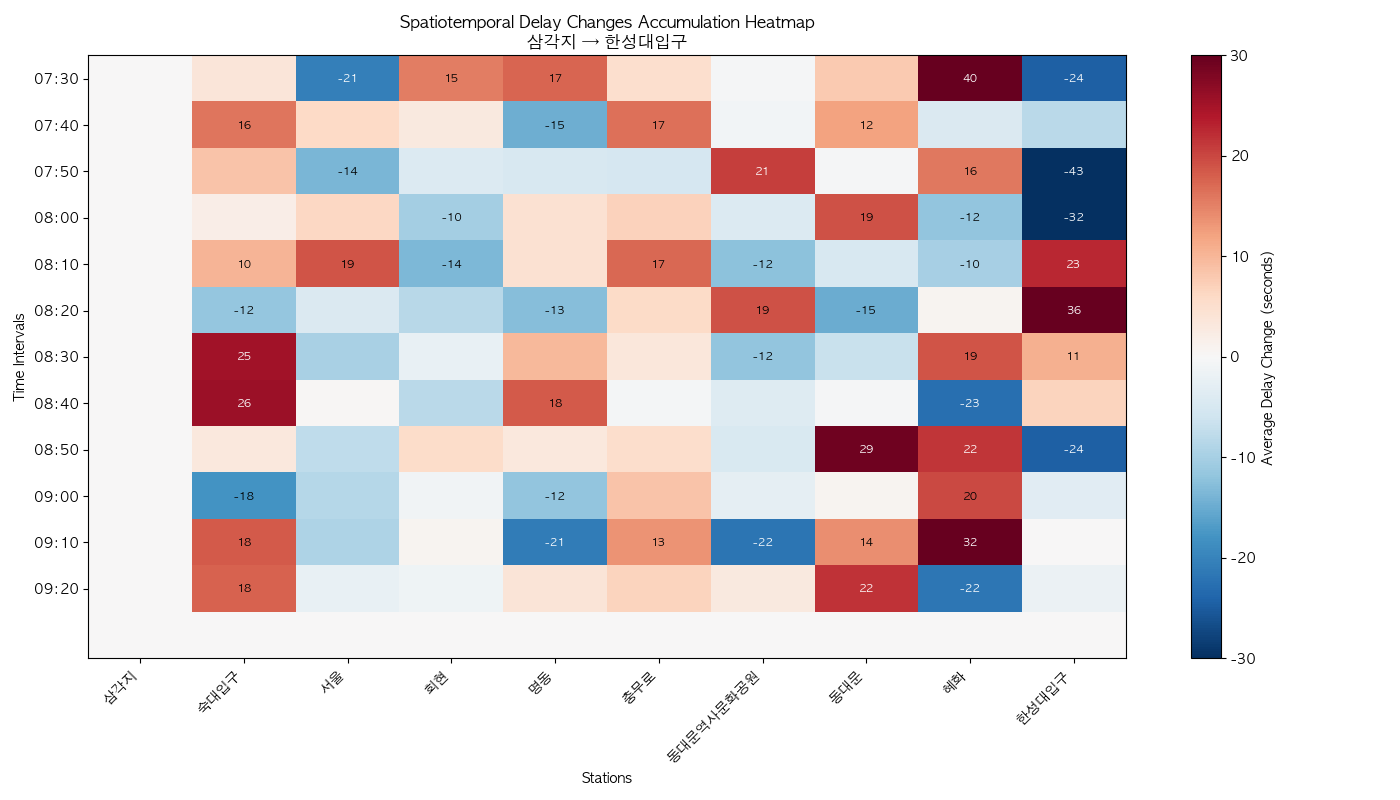 Spatiotemporal Delay Changes Accumulation Heatmap
삼각지 → 한성대입구
07:30 -21 15 17 40 -24
07:40 16 -15 17 12
07:50 -14 21 16 -43
08:00 -10 19 -12 -32
08:10 10 19 -14 17 -12 -10 23
08:20 -12 -13 19 -15 36
08:30 25 -12 19 11
08:40 26 18 -23
08:50 29 22 -24
09:00 -18 -12 20
09:10 18 -21 13 -22 14 32
09:20 18 22 -22
Time Intervals
삼각지 숙대입구 서울 회현 명동 충무로 동대문역사문화공원 동대문 혜화 한성대입구
Stations
30
20
10
0
-10
-20
-30
Average Delay Change (seconds)